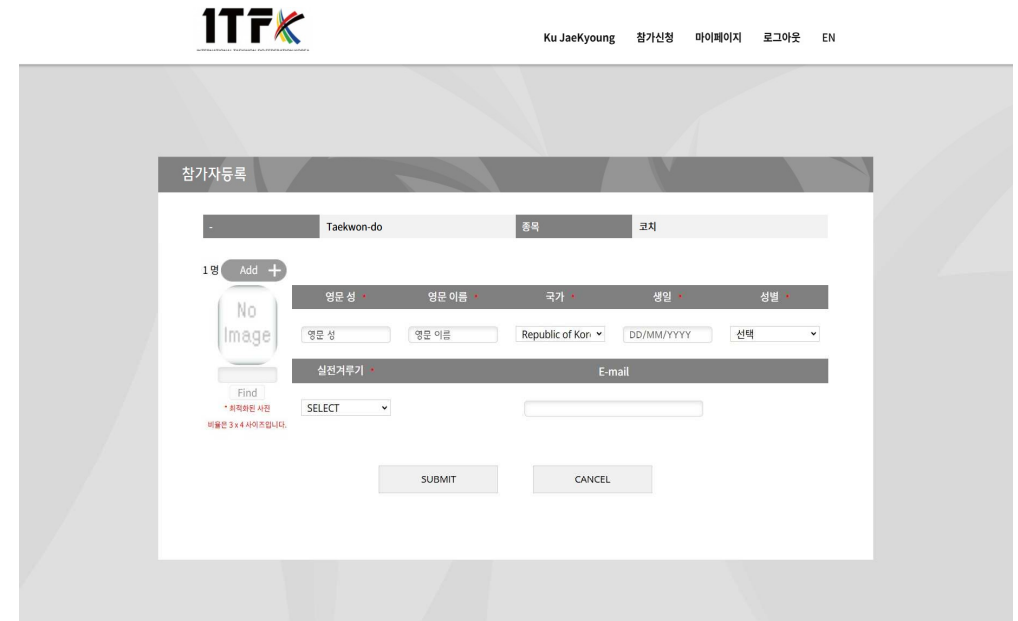 ITFK
Ku JaeKyoung 참가신청 마이페이지 로그아웃 EN
참가자등록
- Taekwon-do 종목 코치
1 명 Add +
No
Image
영문 성 * 영문 이름 * 국가 * 생일 * 성별 *
영문 성 영문 이름 Republic of Kor DD/MM/YYYY 선택
실전겨루기 * E-mail
Find
SELECT
* 최적화된 사진
비율은 3 x 4 사이즈입니다.
SUBMIT CANCEL